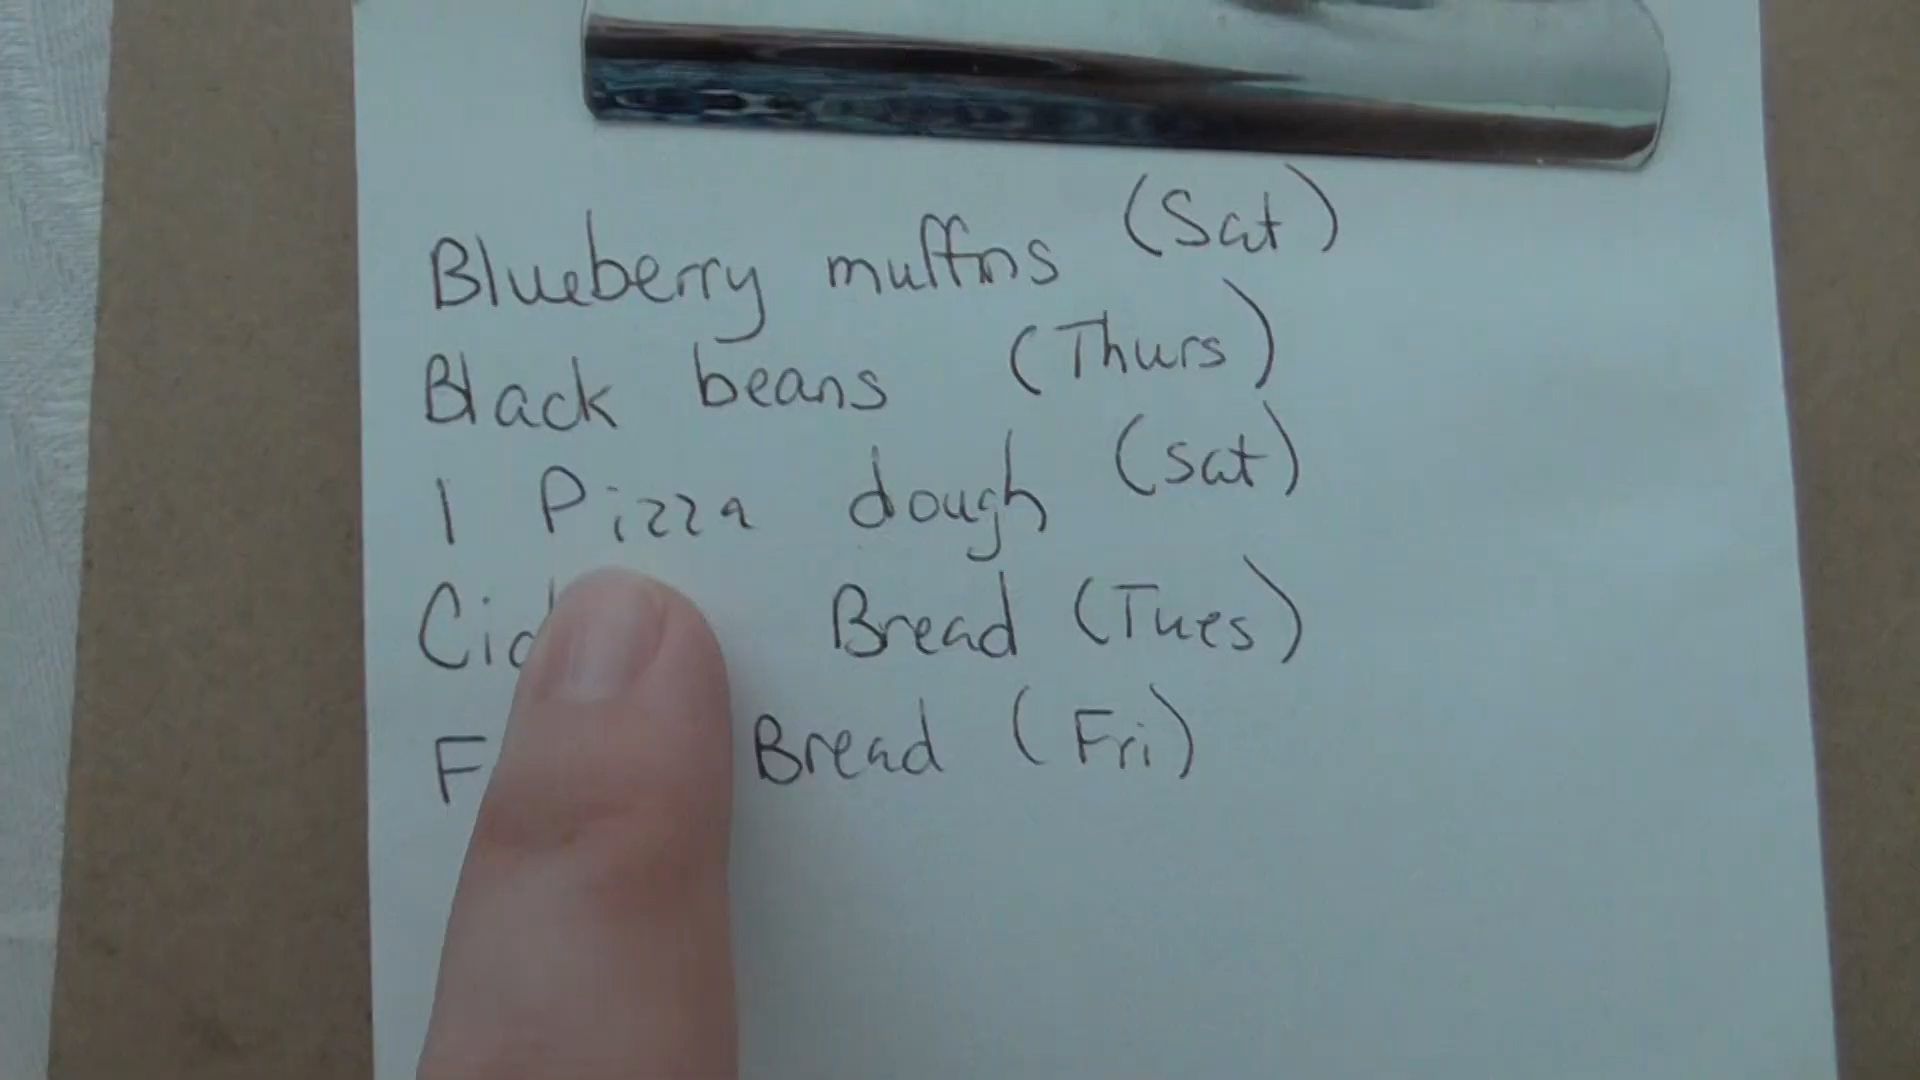 Blueberry muffins (Sat)
Black beans (Thurs)
1 Pizza dough (Sat)
Bread (Tues)
Bread (Fri)